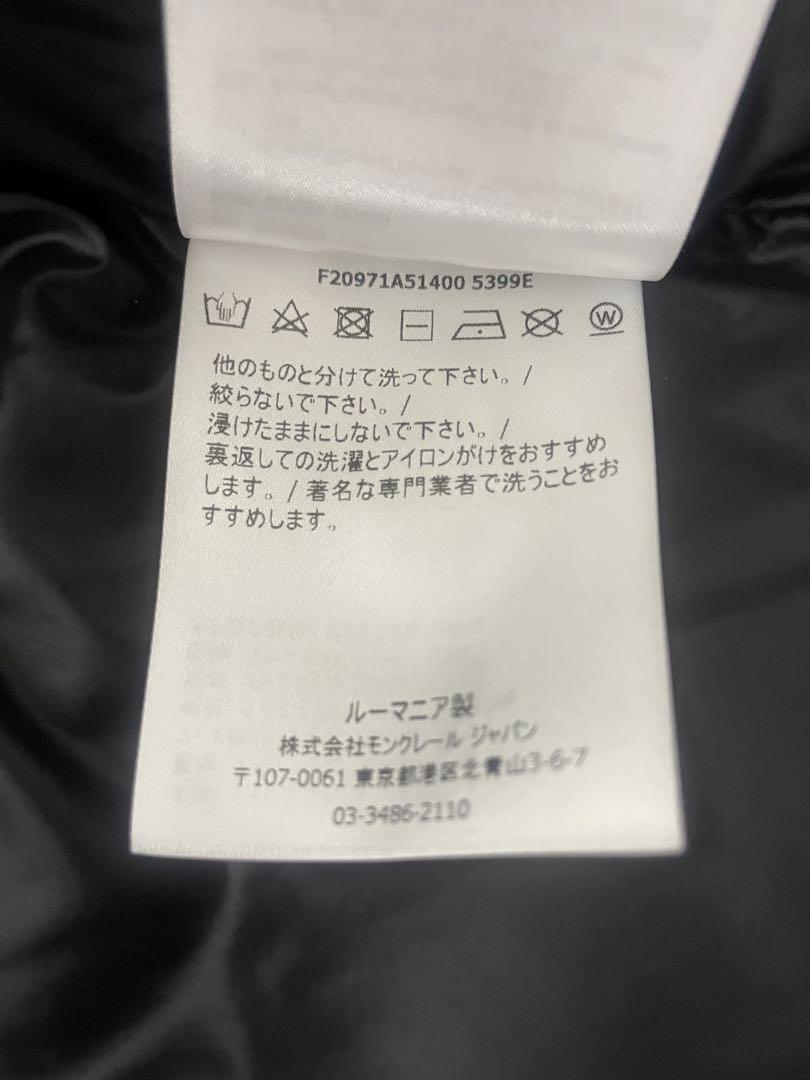 F20971A51400 5399E
W
他のものと分けて洗って下さい。/
絞らないで下さい。/
浸けたままにしないで下さい。/
裏返しての洗濯とアイロンがけをおすすめ
します。/ 著名な専門業者で洗うことをお
すすめします。
ルーマニア製
株式会社モンクレール ジャパン
〒107-0061 東京都港区北青山3-6-7
03-3486-2110